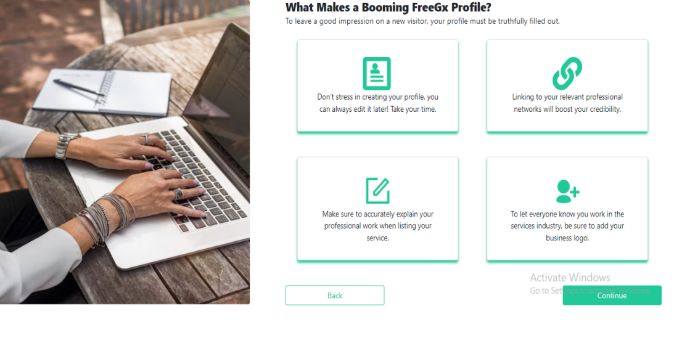 What Makes a Booming FreeGx Profile?
To leave a good impression on a new visitor, your profile must be truthfully filled out.
Don't stress in creating your profile, you
can always edit it later! Take your time.
Linking to your relevant professional
networks will boost your credibility.
Make sure to accurately explain your
professional work when listing your
service.
To let everyone know you work in the
services industry, be sure to add your
business logo.
Activate Windows
Go to
Back
Continue